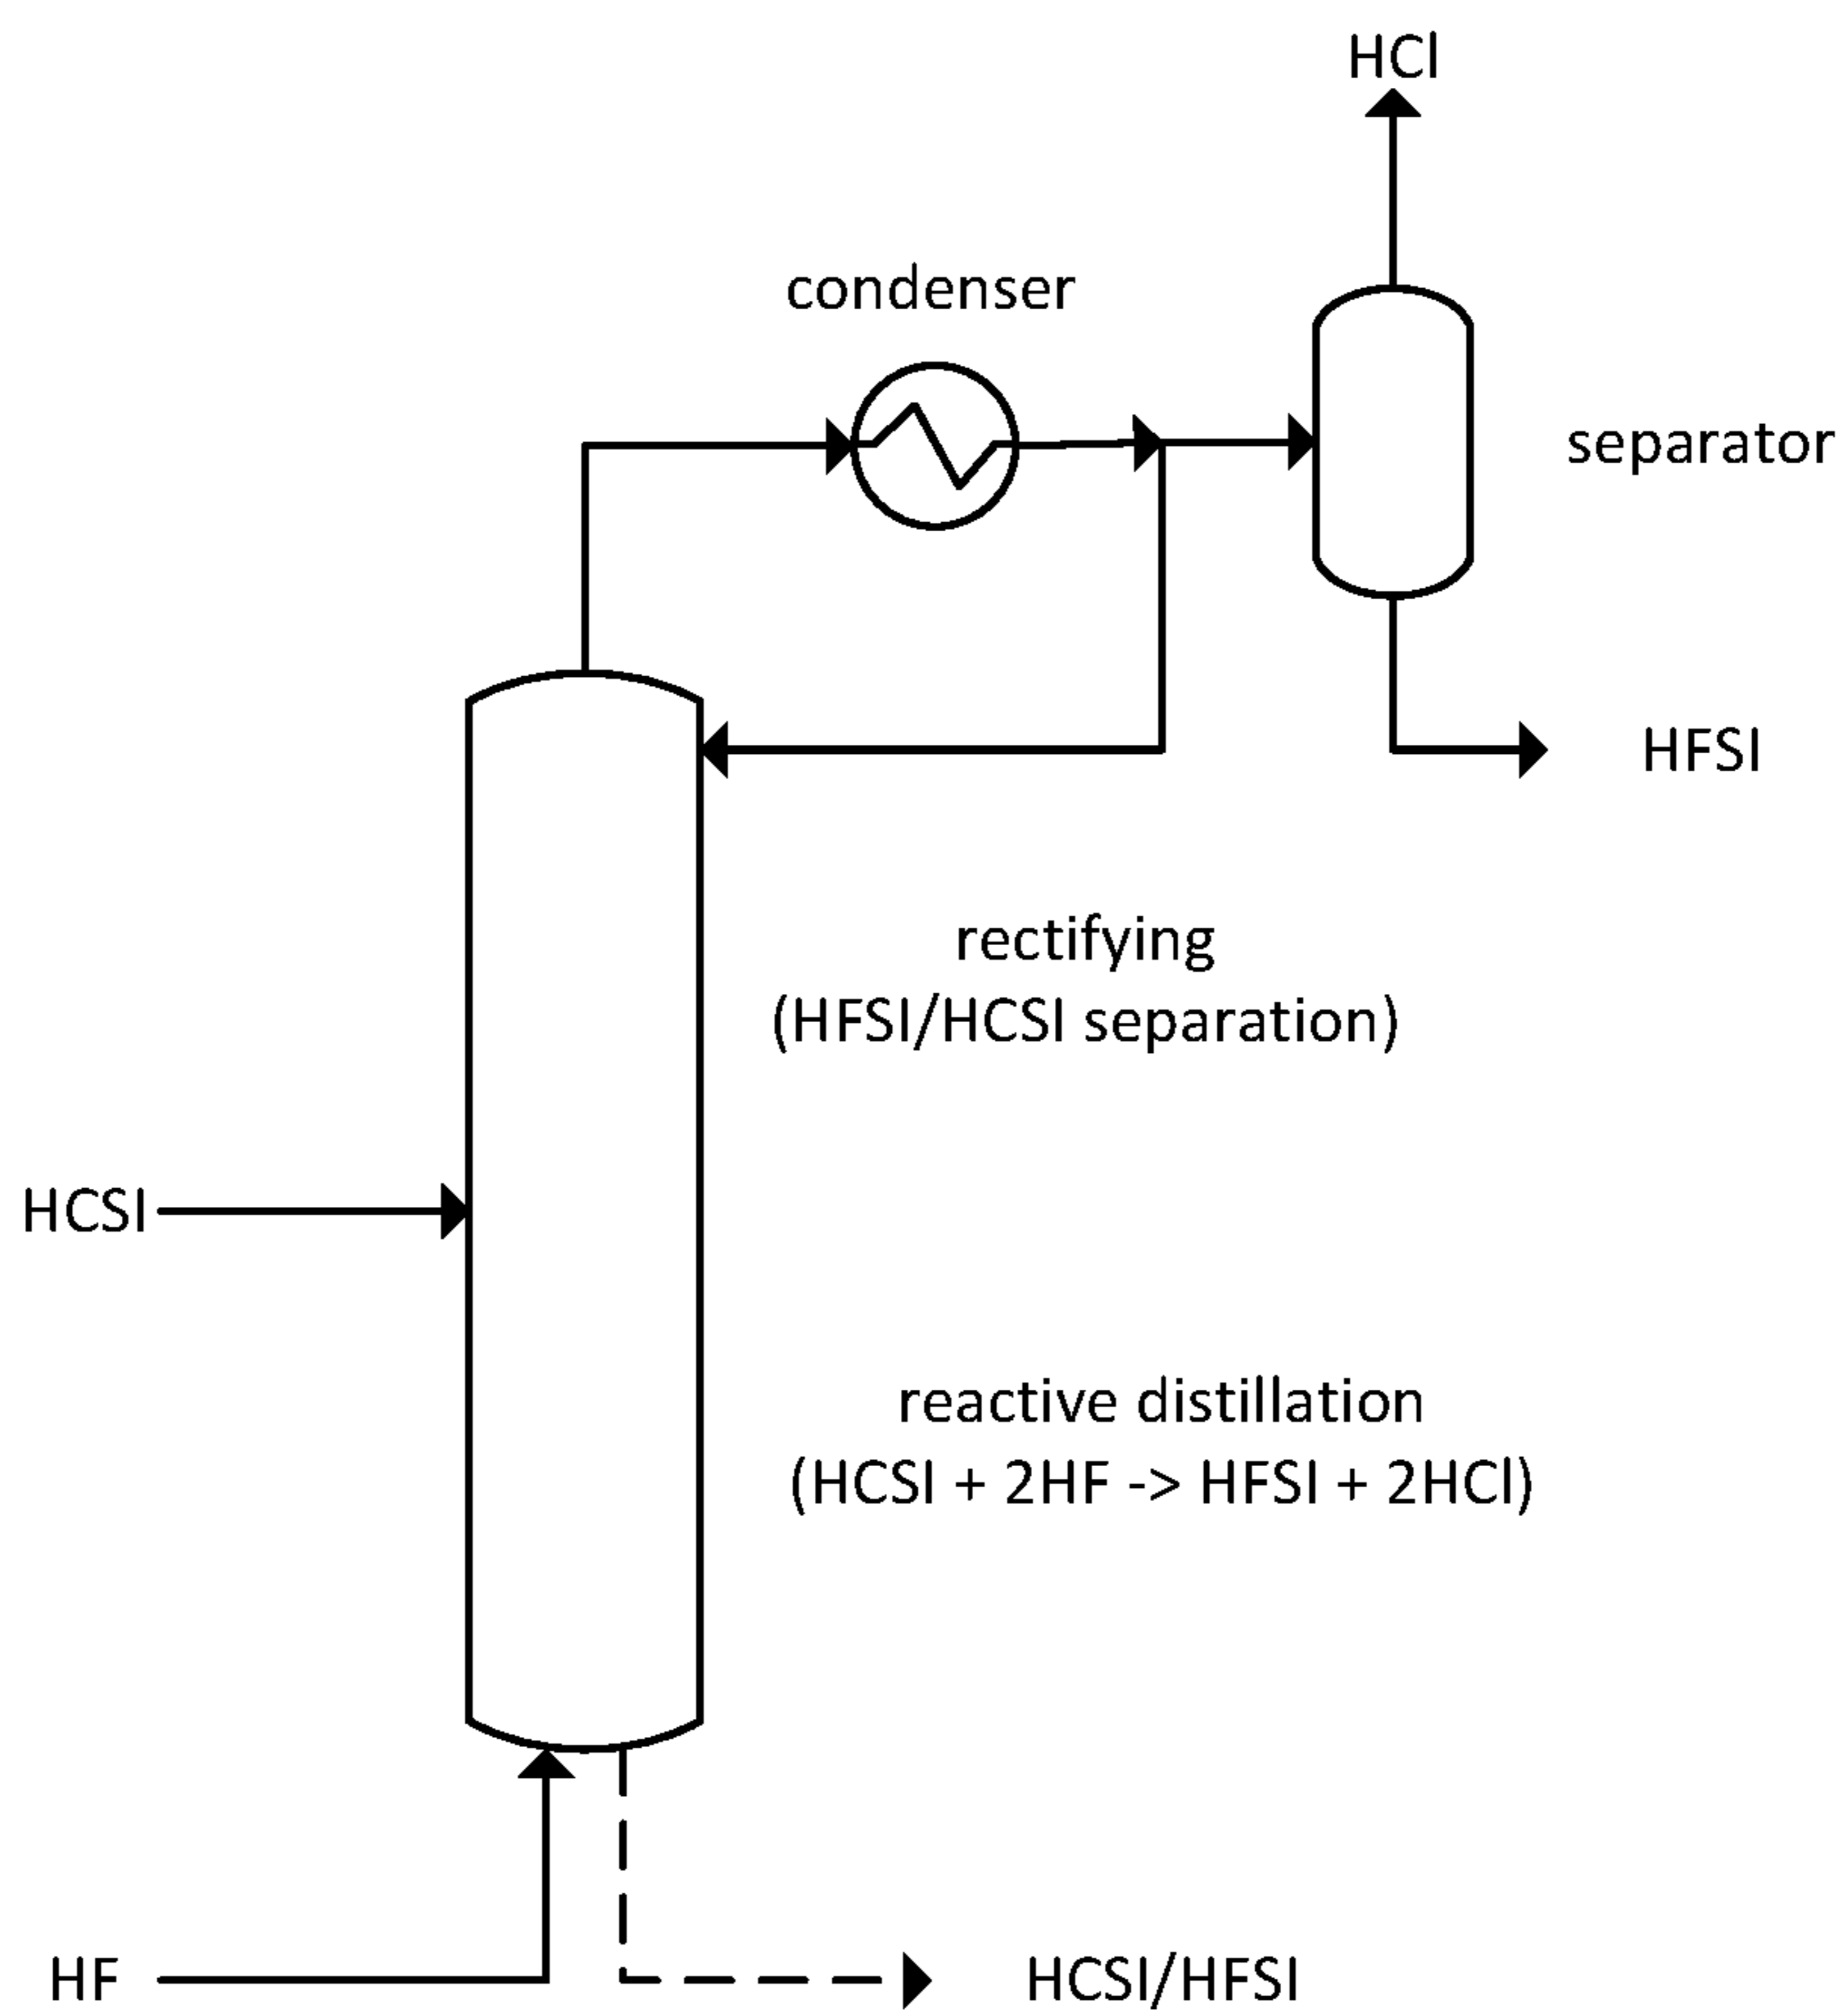 HCl
condenser
separator
HFSI
rectifying
(HFSI/HCSI separation)
HCSI
reactive distillation
(HCSI + 2HF -> HFSI + 2HCl)
HF
HCSI/HFSI